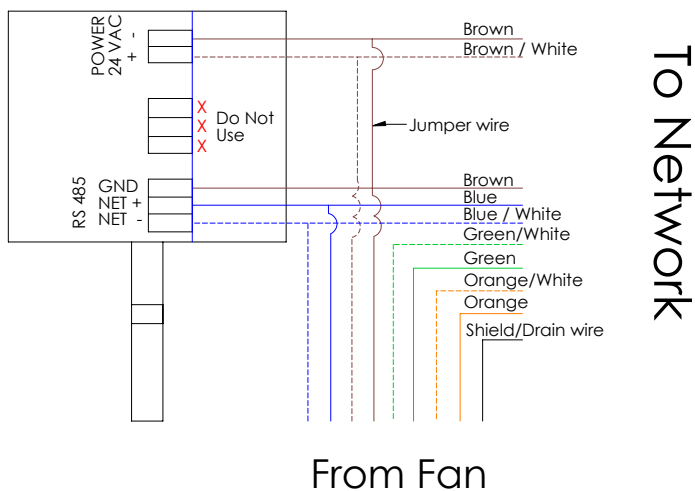 POWER
24 VAC
-
+
X
X
X
Do Not
Use
RS 485
GND
NET +
NET -
Brown
Brown / White
Jumper wire
Brown
Blue
Blue / White
Green/White
Green
Orange/White
Orange
Shield/Drain wire
To Network
From Fan